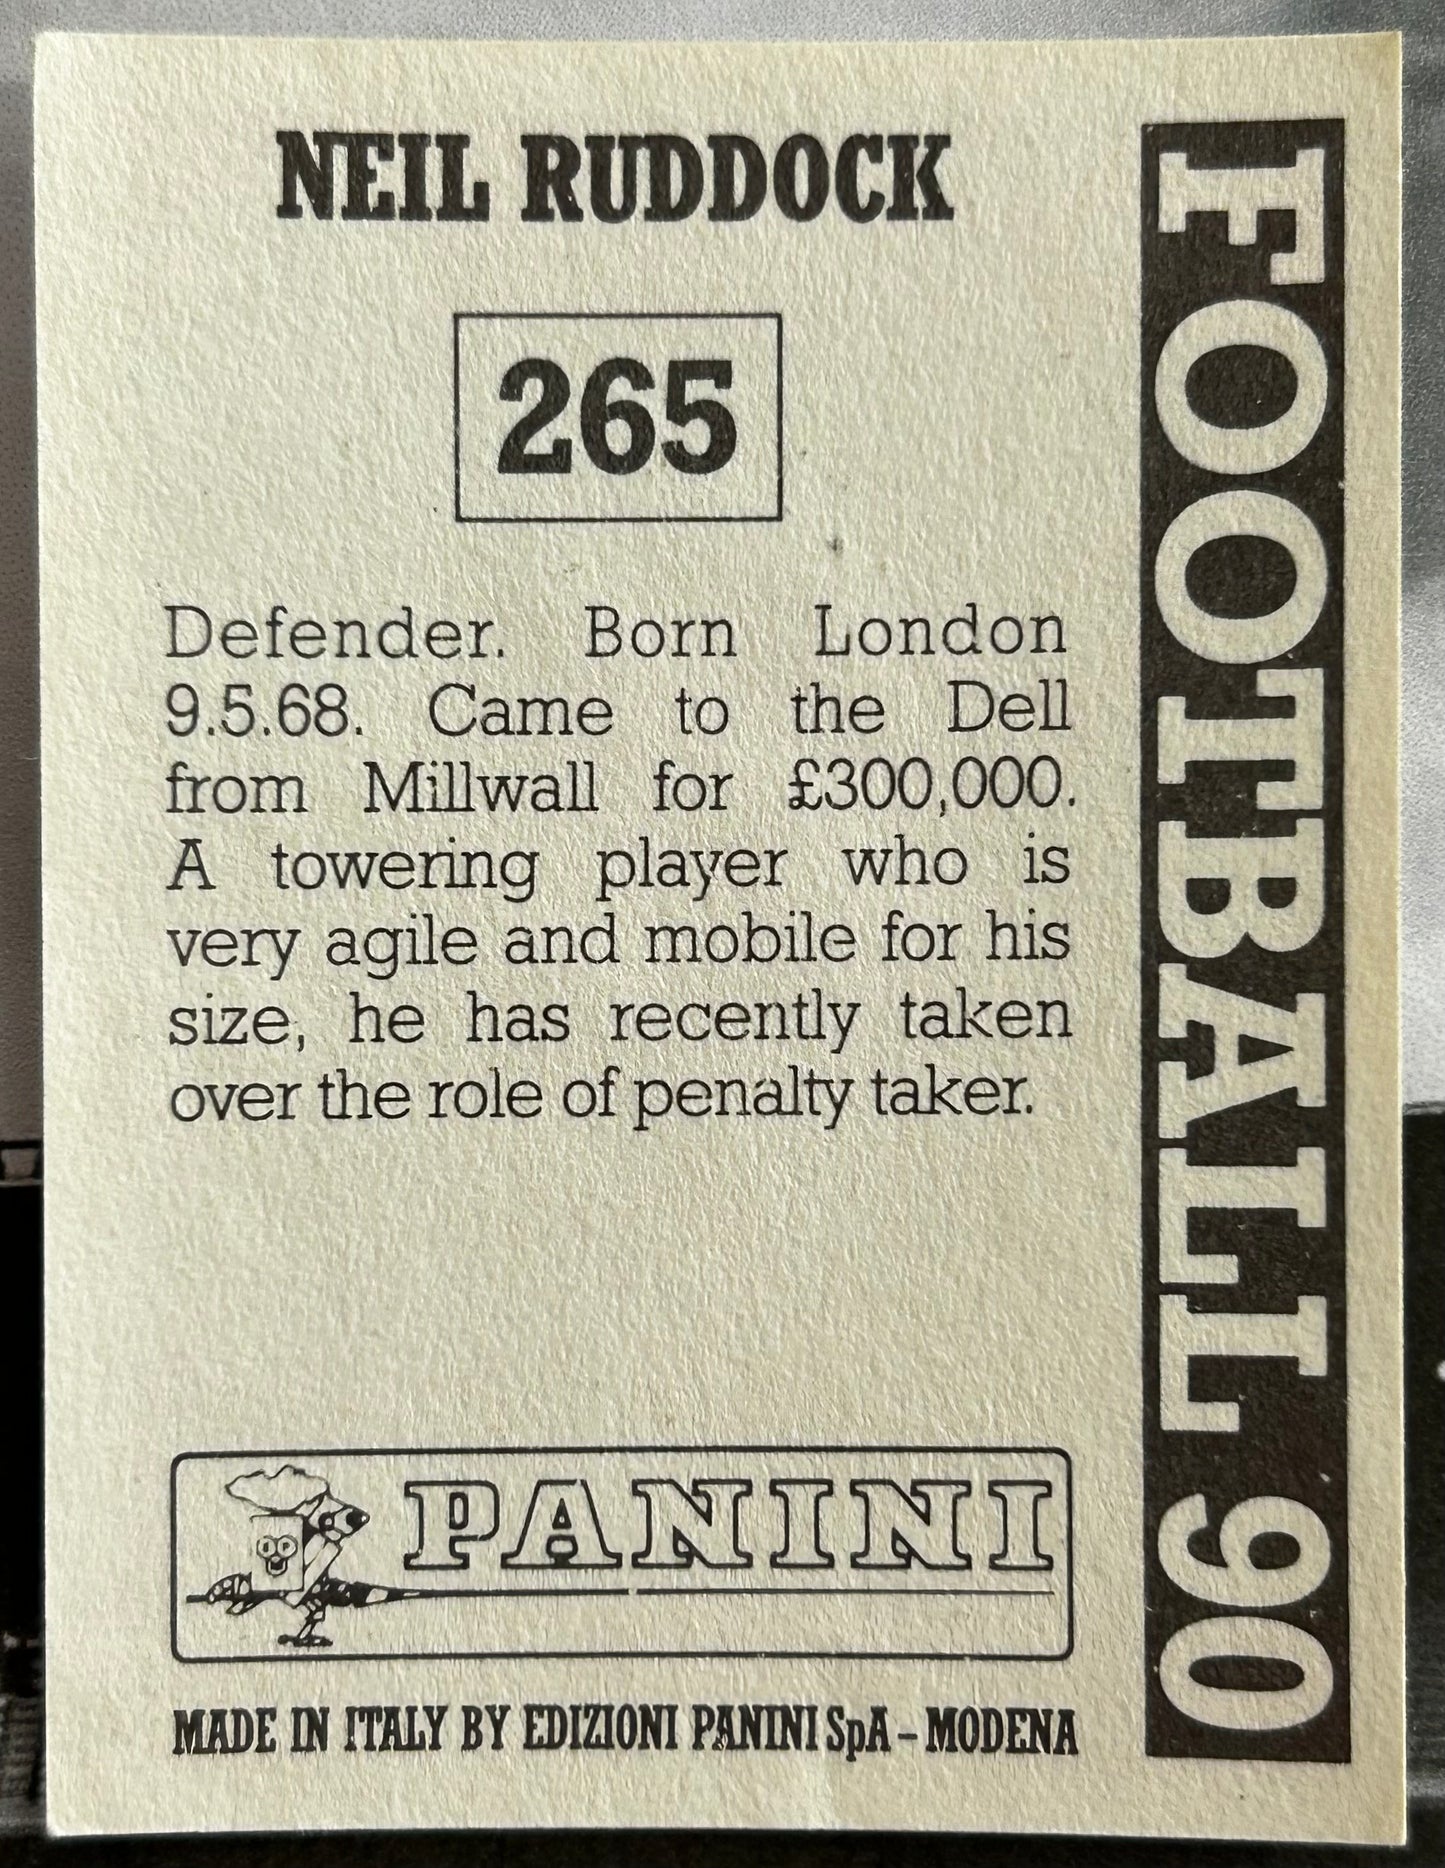 NEIL RUDDOCK
265
Defender. Born London
9.5.68. Came to the Dell
from Millwall for £300,000.
A towering player who is
very agile and mobile for his
size, he has recently taken
over the role of penalty taker.
PANINI
MADE IN ITALY BY EDIZIONI PANINI SpA – MODENA
FOOTBALL 90